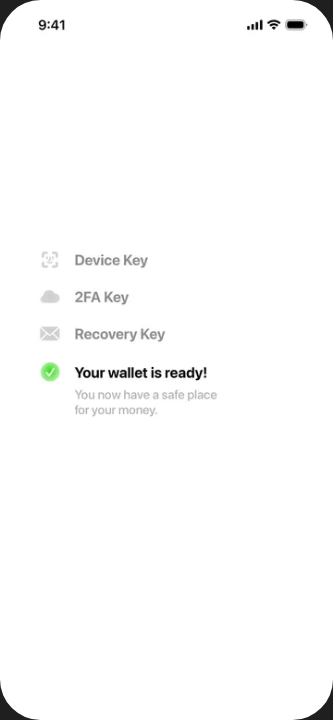 9:41
Device Key
2FA Key
Recovery Key
Your wallet is ready!
You now have a safe place
for your money.